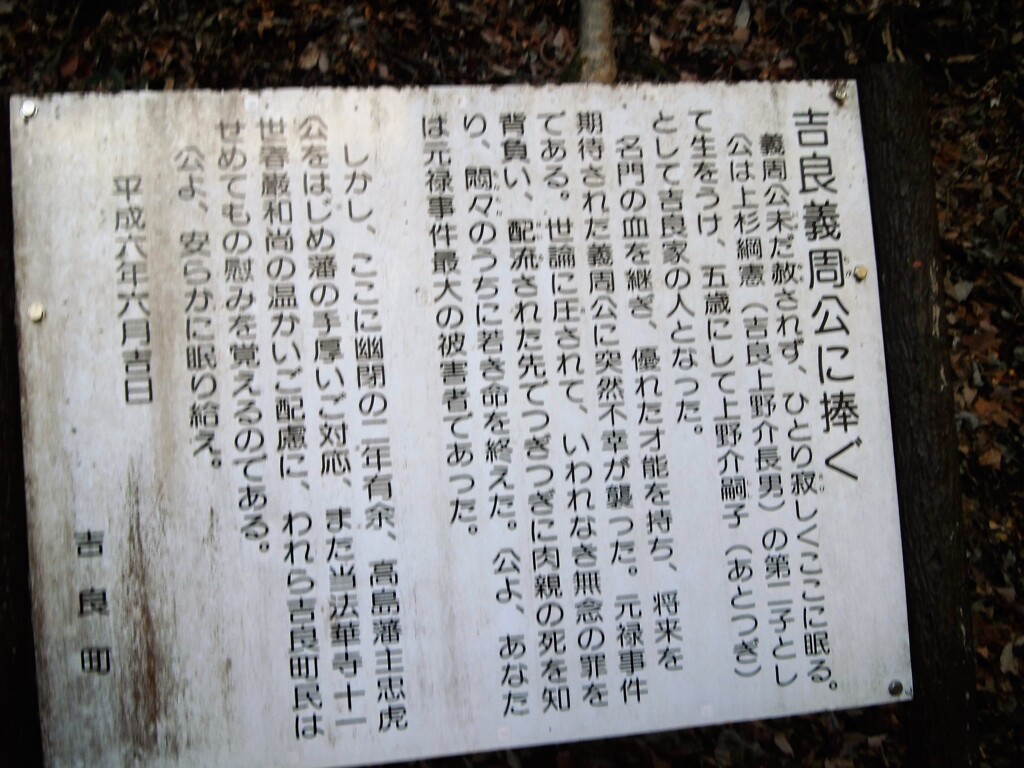 吉良義周公に捧ぐ
義周公未だ赦されず、ひとり寂しくここに眠る。
公は上杉綱憲（吉良上野介長男）の第二子とし
て生をうけ、五歳にして上野介嗣子（あとつぎ）
として吉良家の人となった。
名門の血を継ぎ、優れた才能を持ち、将来を
期待された義周公に突然不幸が襲った。元禄事件
である。世論に圧されて、いわれなき無念の罪を
背負い、配流された先でつぎつぎに肉親の死を知
り、悶々のうちに若き命を終えた。公よ、あなた
は元禄事件最大の被害者であった。
しかし、ここに幽閉の二年有余、高島藩主忠虎
公をはじめ藩の手厚いご対応、また当法華寺十一
世春巌和尚の温かいご配慮に、われら吉良町民は
せめてもの慰みを覚えるのである。
公よ、安らかに眠り給え。
平成六年六月吉日
吉良町